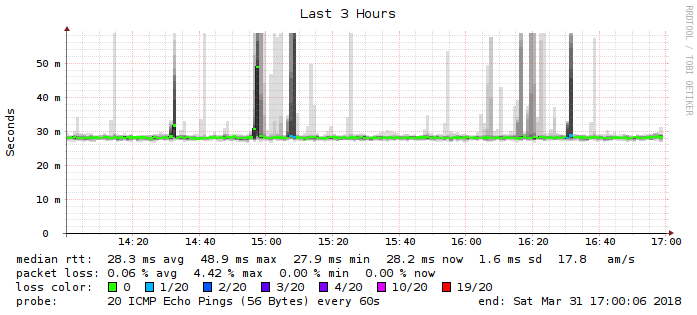 Last 3 Hours
RRDTOOL / TOBI OETIKER
Seconds
50 m
40 m
30 m
20 m
10 m
0
14:20 14:40 15:00 15:20 15:40 16:00 16:20 16:40 17:00
median rtt: 28.3 ms avg 48.9 ms max 27.9 ms min 28.2 ms now 1.6 ms sd 17.8 am/s
packet loss: 0.06 % avg 4.42 % max 0.00 % min 0.00 % now
loss color: 0 1/20 2/20 3/20 4/20 10/20 19/20
probe: 20 ICMP Echo Pings (56 Bytes) every 60s end: Sat Mar 31 17:00:06 2018